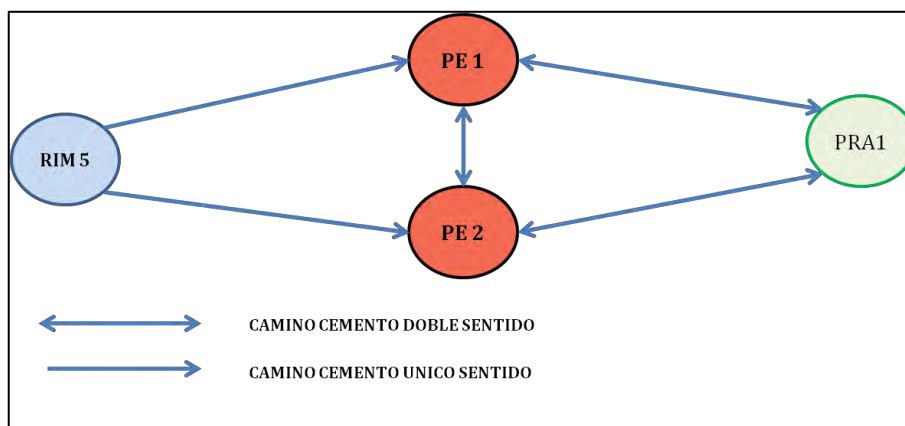 PE 1
RIM 5
PRA1
PE 2
CAMINO CEMENTO DOBLE SENTIDO
CAMINO CEMENTO UNICO SENTIDO